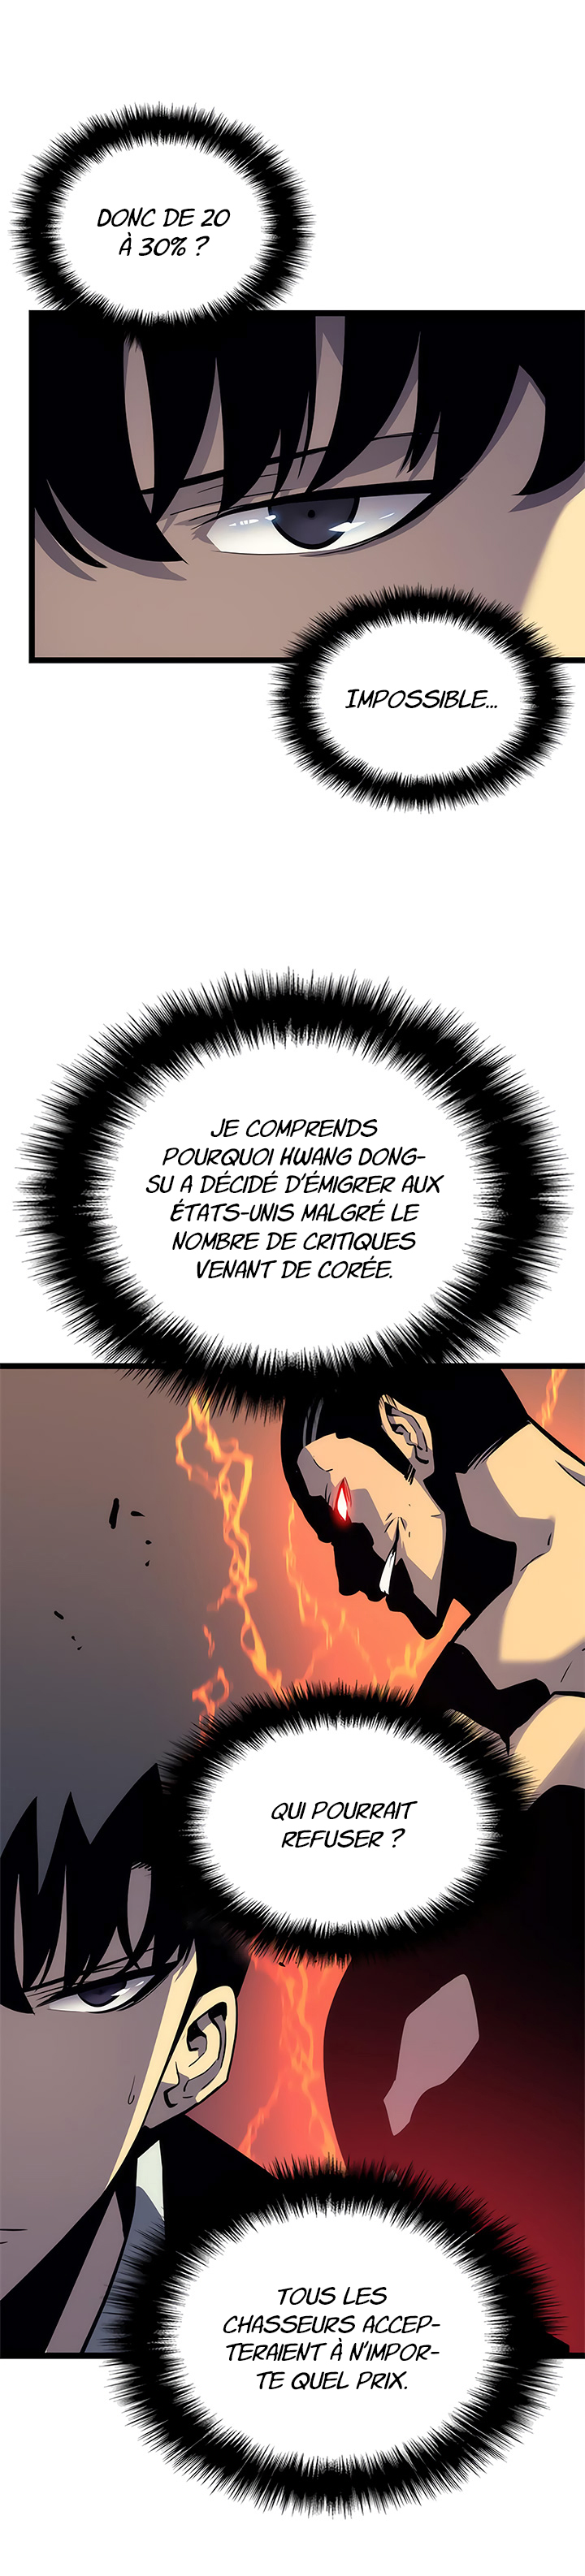 DONC DE 20
À 30% ?
IMPOSSIBLE...
JE COMPRENDS
POURQUOI HWANG DONG-
SU A DÉCIDÉ D'ÉMIGRER AUX
ÉTATS-UNIS MALGRÉ LE
NOMBRE DE CRITIQUES
VENANT DE CORÉE.
QUI POURRAIT
REFUSER ?
TOUS LES
CHASSEURS ACCEP-
TERAIENT À N'IMPOR-
TE QUEL PRIX.